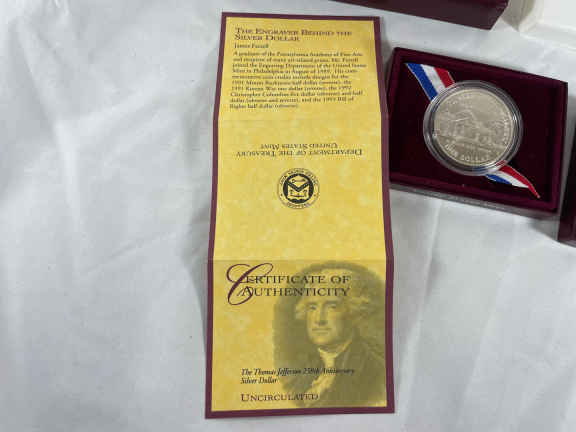 THE ENGRAVER BEHIND THE
SILVER DOLLAR
James Ferrell
A graduate of the Pennsylvania Academy of Fine Arts
and recipient of many art-related prizes, Mr. Ferrell
joined the Engraving Department of the United States
Mint in Philadelphia in August of 1989. His com-
memorative coin credits include designs for the
1991 Mount Rushmore half dollar (reverse), the
1991 Korean War one dollar (reverse), the 1992
Christopher Columbus five dollar (obverse) and half
dollar (obverse and reverse), and the 1993 Bill of
Rights half dollar (obverse).
DEPARTMENT OF THE TREASURY
UNITED STATES MINT
CERTIFICATE OF
AUTHENTICITY
The Thomas Jefferson 250th Anniversary
Silver Dollar
UNCIRCULATED
ONE DOLLAR